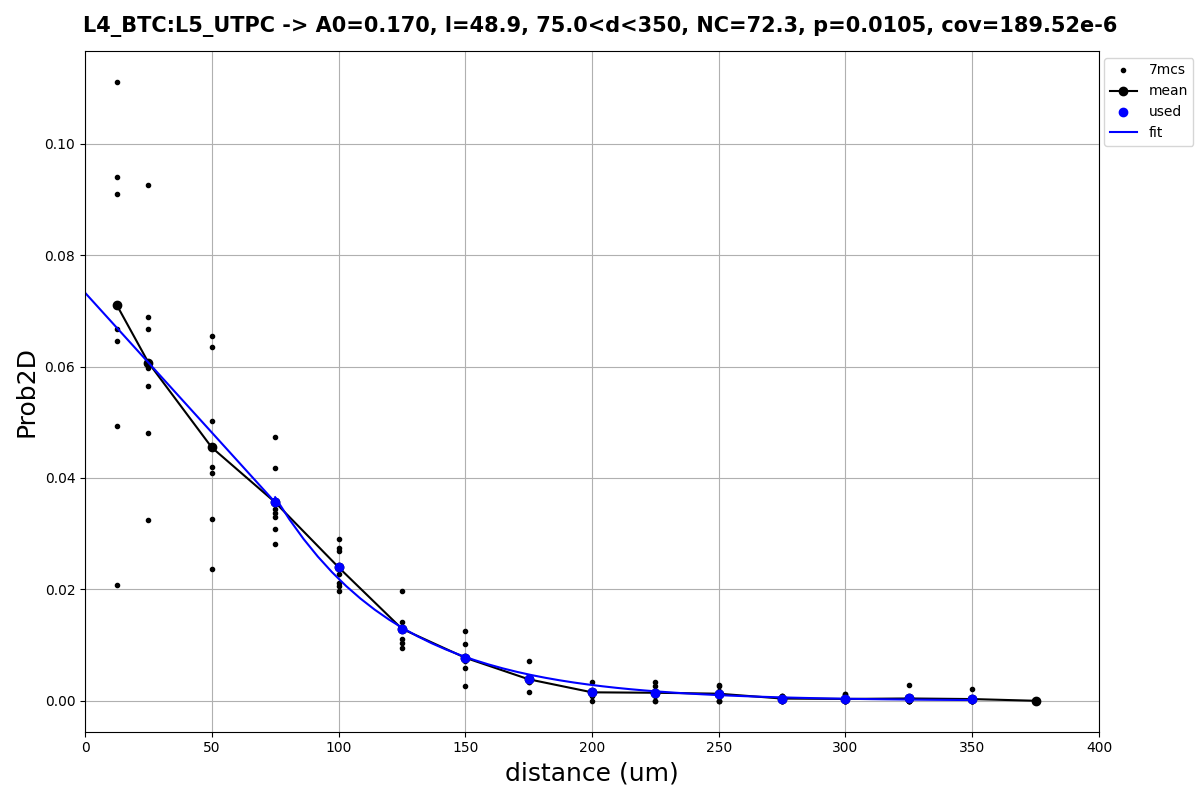 L4_BTC:L5_UTPC -> A0=0.170, l=48.9, 75.0<d<350, NC=72.3, p=0.0105, cov=189.52e-6
7mcs
mean
used
fit
0.10
0.08
0.06
0.04
0.02
0.00
Prob2D
0 50 100 150 200 250 300 350 400
distance (um)